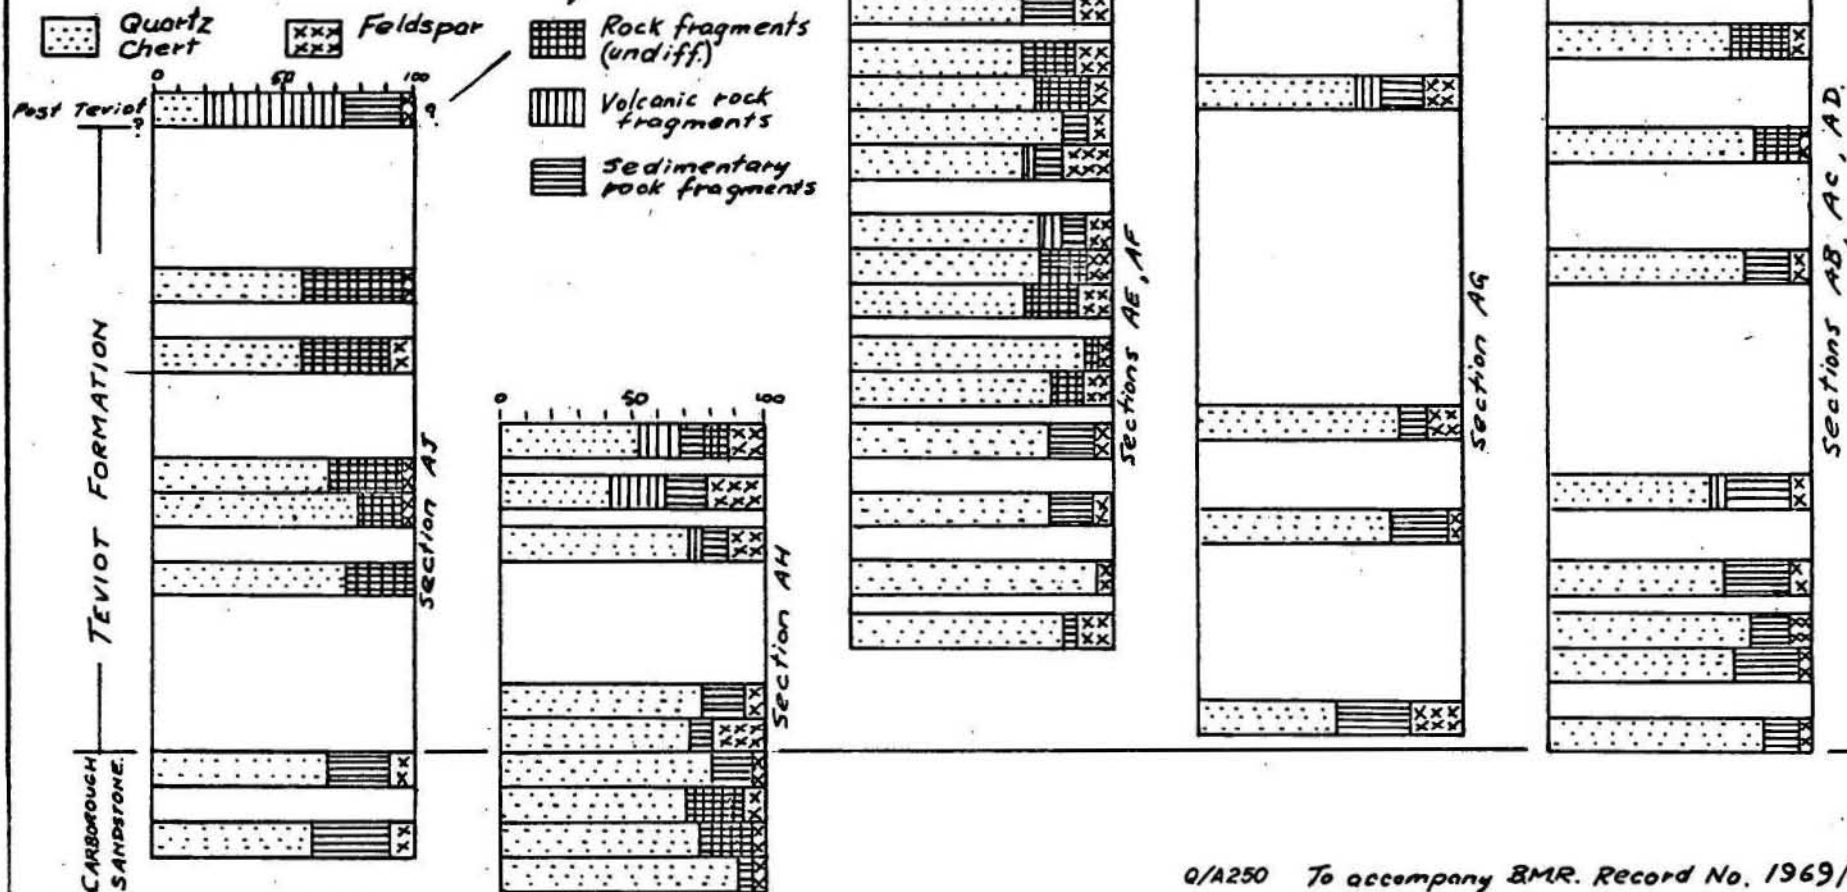 Quartz
Chert
Feldspar
Rock fragments
(undiff.)
Volcanic rock
fragments
Sedimentary
rock fragments
0 50 100
Post Teviot
?
?
TEVIOT FORMATION
CARBOROUGH
SANDSTONE.
Section AJ
0 50 100
Section AH
Sections AE, AF
Section AG
Sections AB, AC, AD.
Q/A250 To accompany BMR. Record No. 1969/